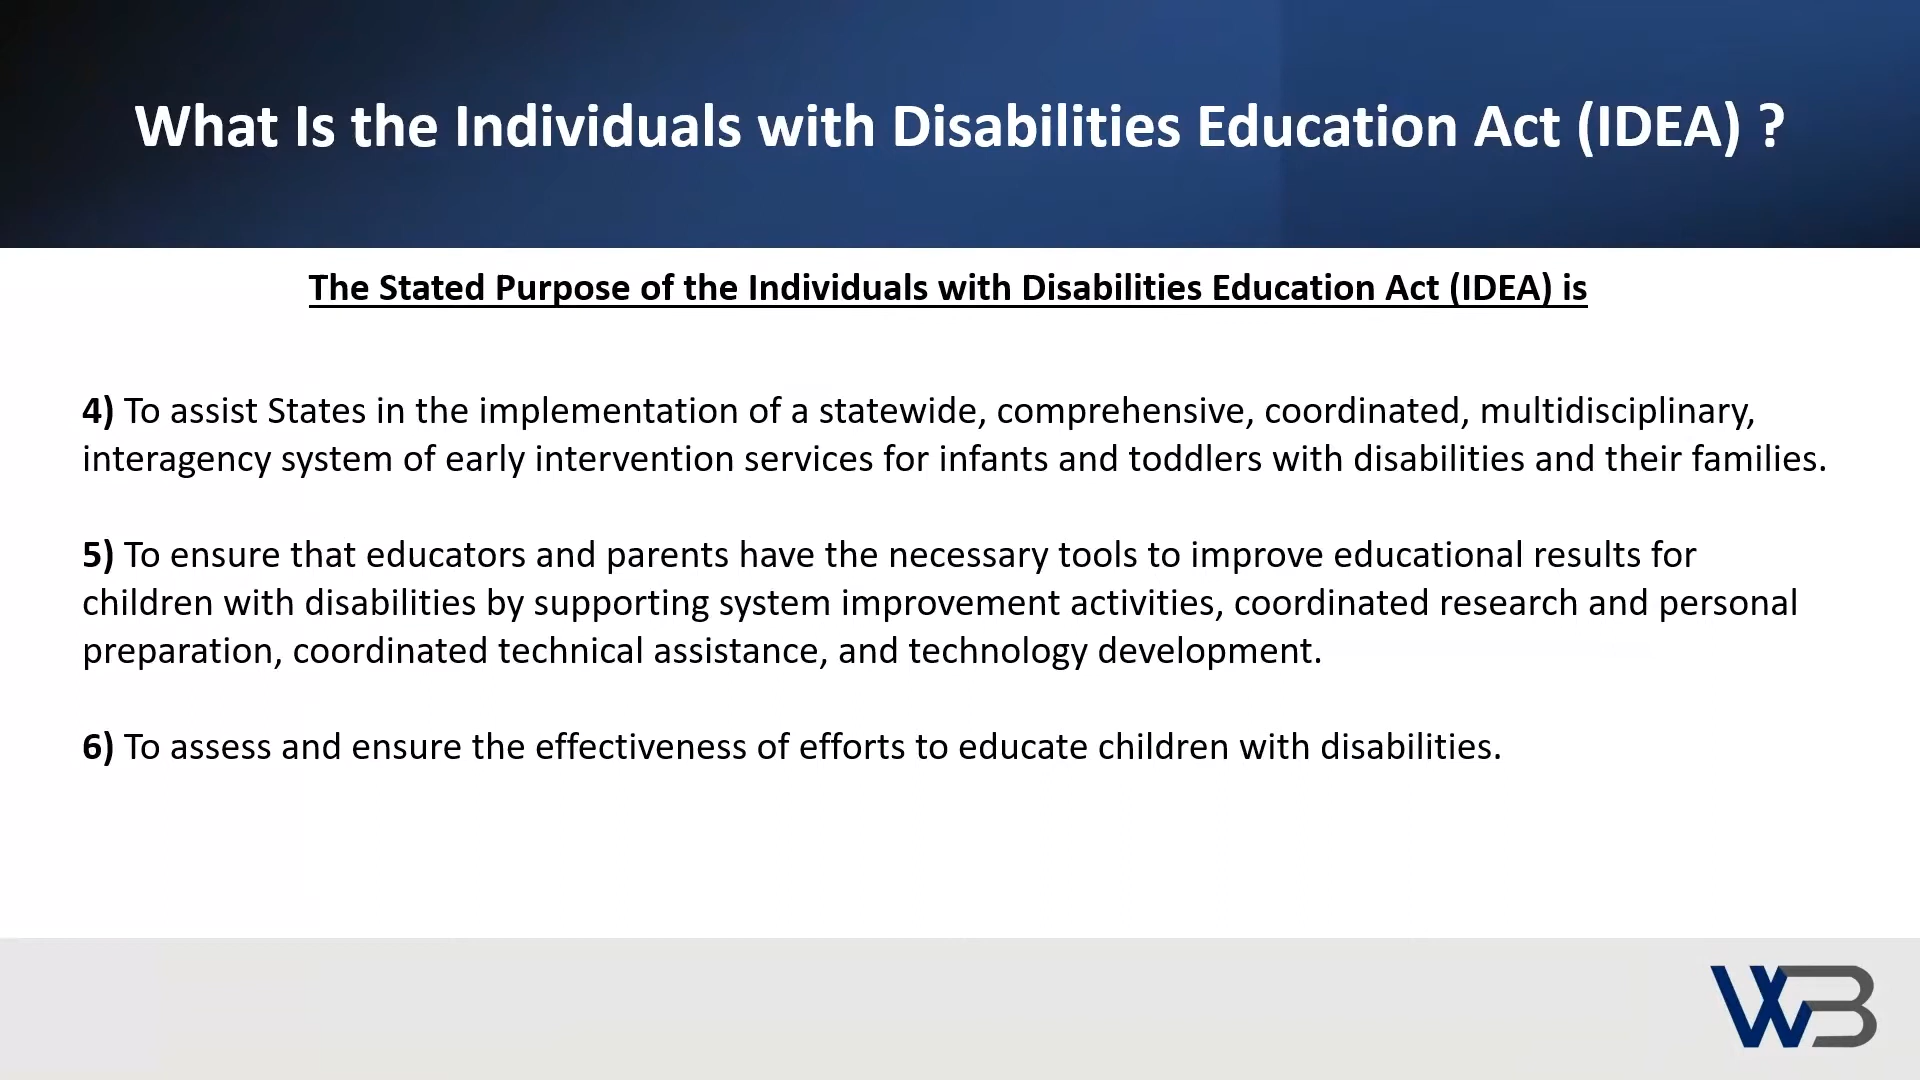 What Is the Individuals with Disabilities Education Act (IDEA) ?
The Stated Purpose of the Individuals with Disabilities Education Act (IDEA) is
4) To assist States in the implementation of a statewide, comprehensive, coordinated, multidisciplinary,
interagency system of early intervention services for infants and toddlers with disabilities and their families.
5) To ensure that educators and parents have the necessary tools to improve educational results for
children with disabilities by supporting system improvement activities, coordinated research and personal
preparation, coordinated technical assistance, and technology development.
6) To assess and ensure the effectiveness of efforts to educate children with disabilities.
WB